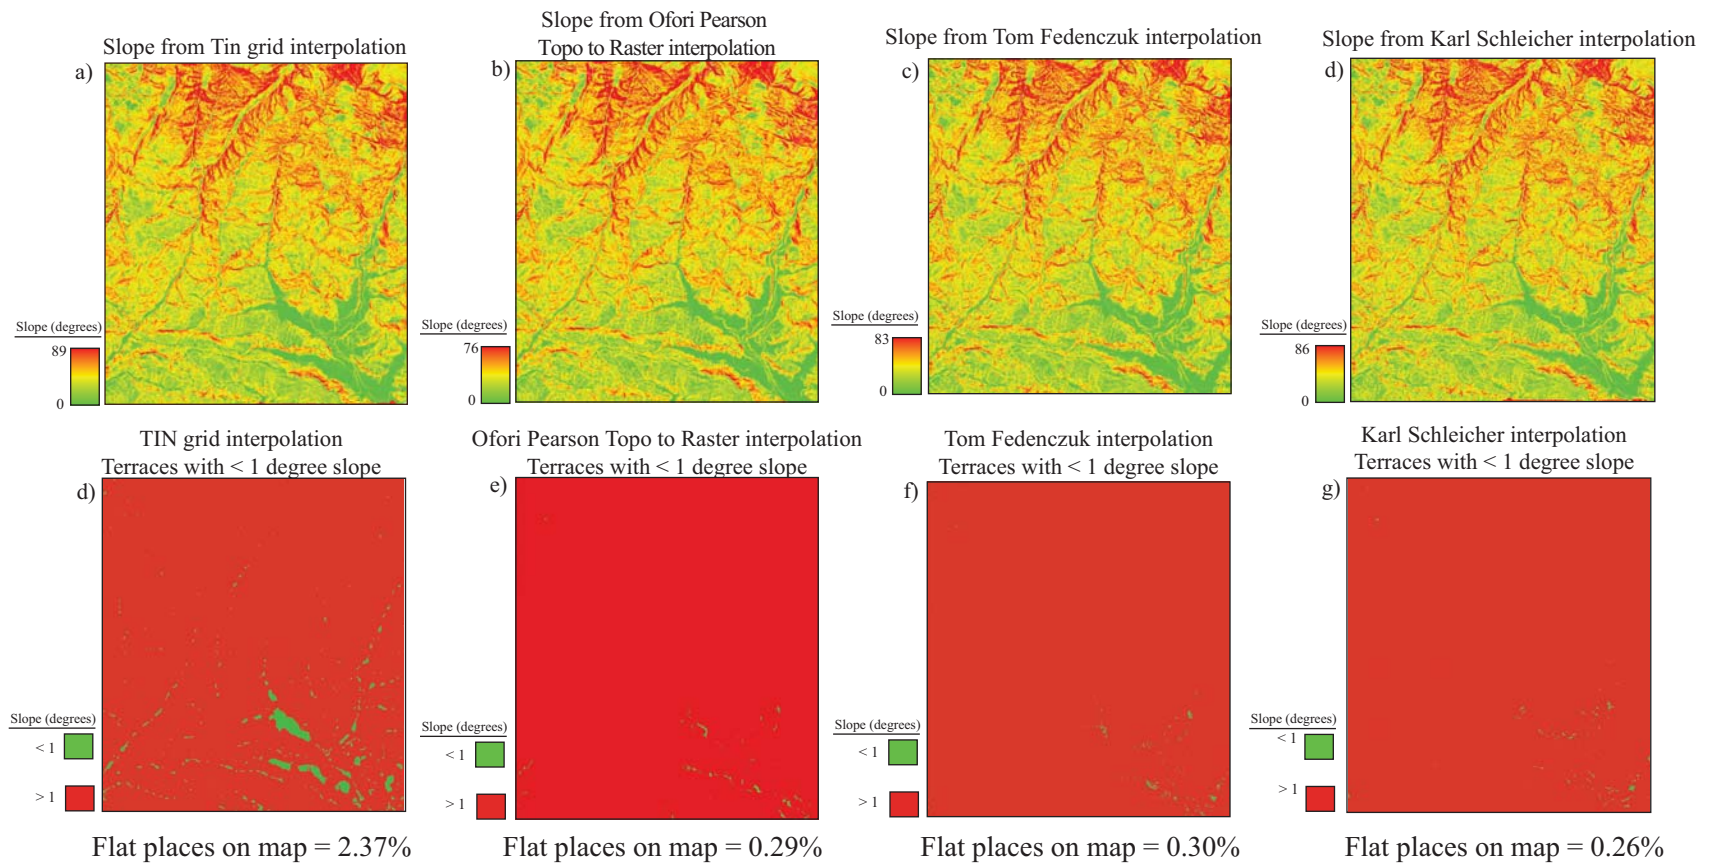 Slope from Tin grid interpolation
a)
Slope (degrees)
89
0
Slope from Ofori Pearson
Topo to Raster interpolation
b)
Slope (degrees)
76
0
Slope from Tom Fedenczuk interpolation
c)
Slope (degrees)
83
0
Slope from Karl Schleicher interpolation
d)
Slope (degrees)
86
0
TIN grid interpolation
Terraces with < 1 degree slope
d)
Slope (degrees)
< 1
> 1
Flat places on map = 2.37%
Ofori Pearson Topo to Raster interpolation
Terraces with < 1 degree slope
e)
Slope (degrees)
< 1
> 1
Flat places on map = 0.29%
Tom Fedenczuk interpolation
Terraces with < 1 degree slope
f)
Slope (degrees)
< 1
> 1
Flat places on map = 0.30%
Karl Schleicher interpolation
Terraces with < 1 degree slope
g)
Slope (degrees)
< 1
> 1
Flat places on map = 0.26%